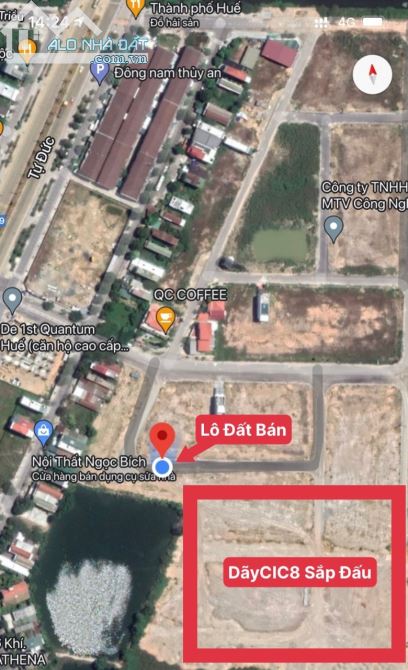 Triều
Thành phố Huế
Đồ hải sản
14:24
4G
ALO NHÀ ĐẤT
.com.vn
Đông nam thủy an
Tự Đức
Công ty TNHH
MTV Công Ngh
QC COFFEE
De 1st Quantum
Huế (căn hộ cao cấp...
Lô Đất Bán
Nội Thất Ngọc Bích
Cửa hàng bán dụng cụ sửa nhà
DãyCIC8 Sắp Đấu
Khí.
ATHENA